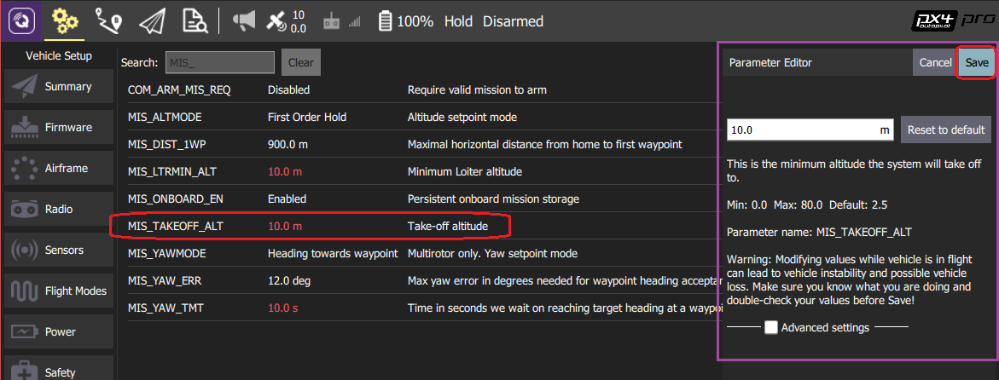 10
0.0
100%
Hold
Disarmed
px4
autopilot
pro
Vehicle Setup
Summary
Firmware
Airframe
Radio
Sensors
Flight Modes
Power
Safety
Search:
MIS_
Clear
COM_ARM_MIS_REQ Disabled Require valid mission to arm
MIS_ALTMODE First Order Hold Altitude setpoint mode
MIS_DIST_1WP 900.0 m Maximal horizontal distance from home to first waypoint
MIS_LTRMIN_ALT 10.0 m Minimum Loiter altitude
MIS_ONBOARD_EN Enabled Persistent onboard mission storage
MIS_TAKEOFF_ALT 10.0 m Take-off altitude
MIS_YAWMODE Heading towards waypoint Multirotor only. Yaw setpoint mode
MIS_YAW_ERR 12.0 deg Max yaw error in degrees needed for waypoint heading accepta
MIS_YAW_TMT 10.0 s Time in seconds we wait on reaching target heading at a waypo
Parameter Editor
Cancel
Save
10.0 m
Reset to default
This is the minimum altitude the system will take off
to.
Min: 0.0 Max: 80.0 Default: 2.5
Parameter name: MIS_TAKEOFF_ALT
Warning: Modifying values while vehicle is in flight
can lead to vehicle instability and possible vehicle
loss. Make sure you know what you are doing and
double-check your values before Save!
Advanced settings